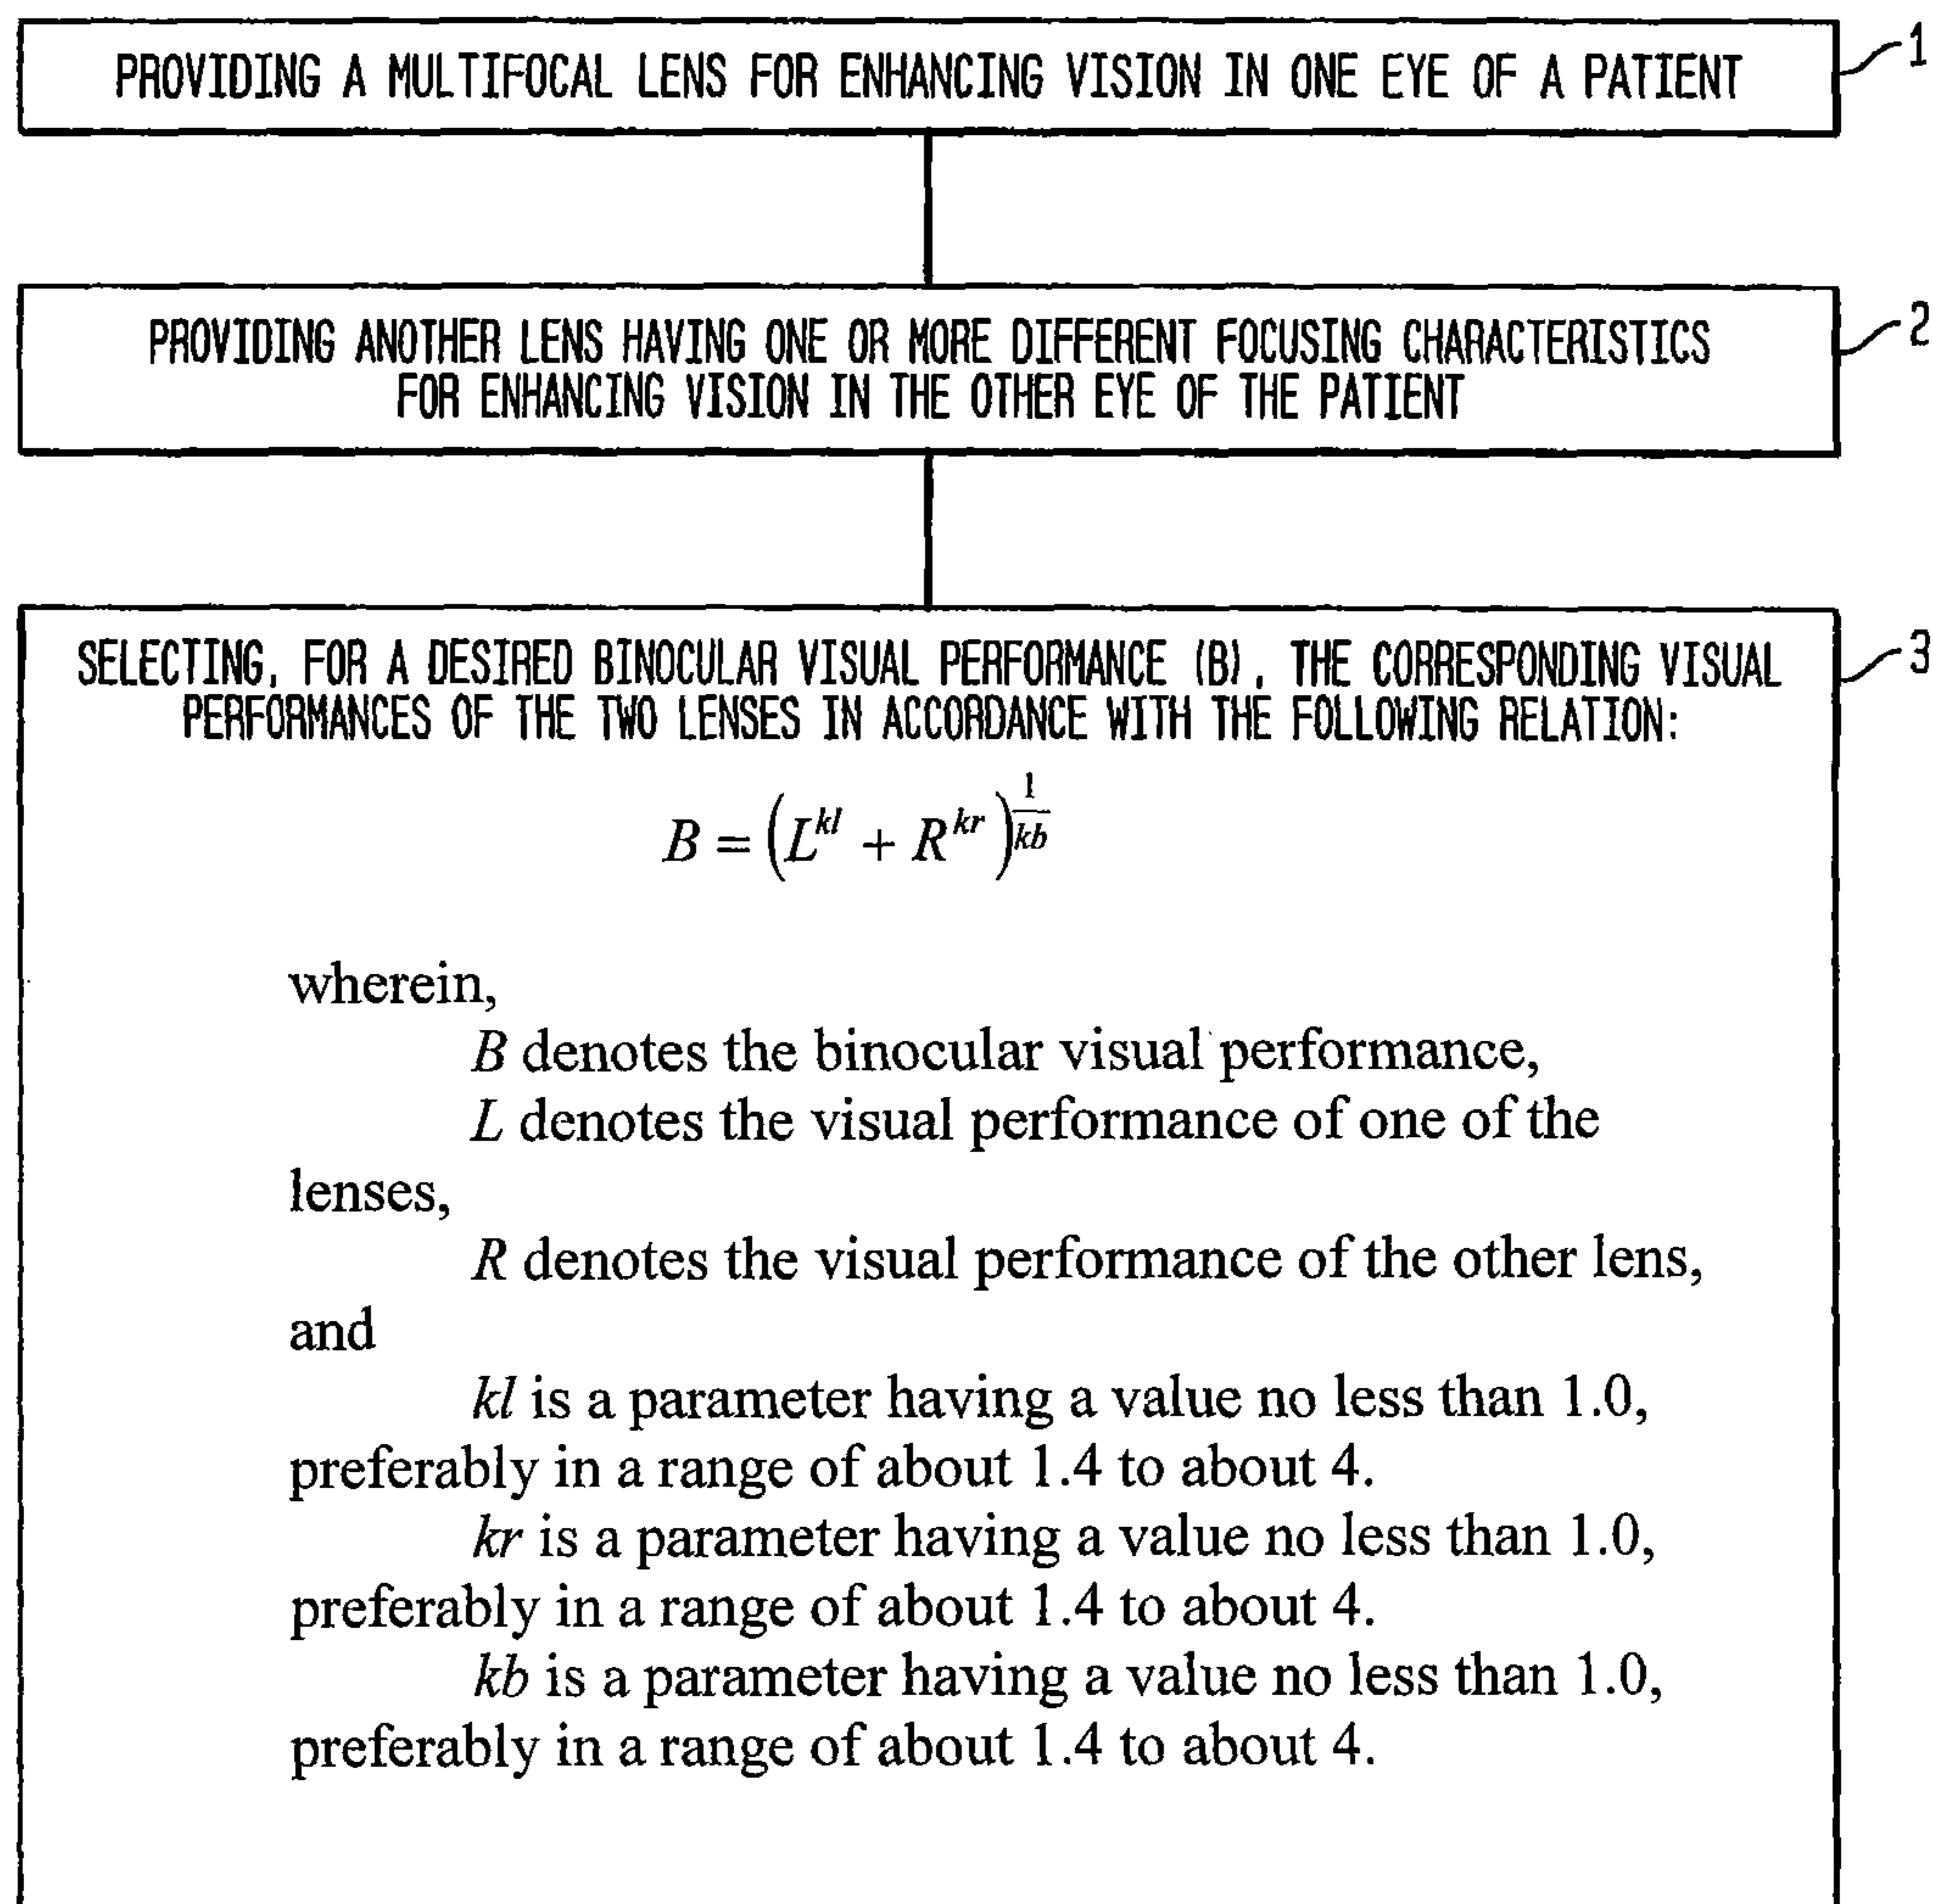 PROVIDING A MULTIFOCAL LENS FOR ENHANCING VISION IN ONE EYE OF A PATIENT
1
PROVIDING ANOTHER LENS HAVING ONE OR MORE DIFFERENT FOCUSING CHARACTERISTICS
FOR ENHANCING VISION IN THE OTHER EYE OF THE PATIENT
2
SELECTING, FOR A DESIRED BINOCULAR VISUAL PERFORMANCE (B), THE CORRESPONDING VISUAL
PERFORMANCES OF THE TWO LENSES IN ACCORDANCE WITH THE FOLLOWING RELATION:
3
B = (L^{kl} + R^{kr})^{\frac{1}{kb}}
wherein,
B denotes the binocular visual performance,
L denotes the visual performance of one of the
lenses,
R denotes the visual performance of the other lens,
and
kl is a parameter having a value no less than 1.0,
preferably in a range of about 1.4 to about 4.
kr is a parameter having a value no less than 1.0,
preferably in a range of about 1.4 to about 4.
kb is a parameter having a value no less than 1.0,
preferably in a range of about 1.4 to about 4.